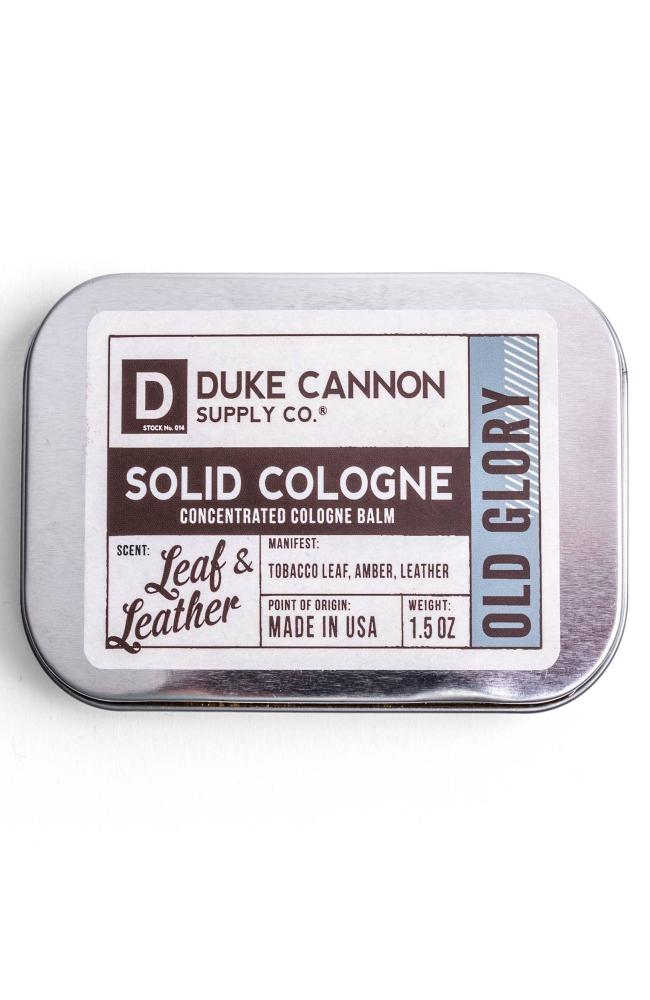 D
STOCK No. 014
DUKE CANNON
SUPPLY CO.®
SOLID COLOGNE
CONCENTRATED COLOGNE BALM
SCENT:
Leaf &
Leather
MANIFEST:
TOBACCO LEAF, AMBER, LEATHER
POINT OF ORIGIN:
MADE IN USA
WEIGHT:
1.5 OZ
OLD GLORY